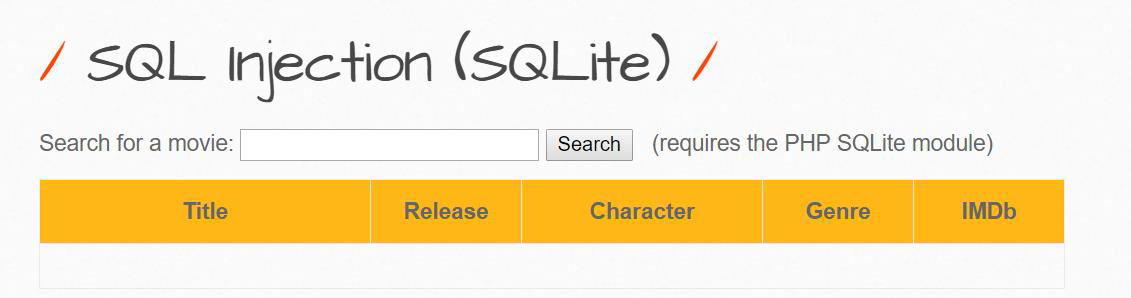 / SQL Injection (SQLite) /
Search for a movie: Search (requires the PHP SQLite module)
Title Release Character Genre IMDb